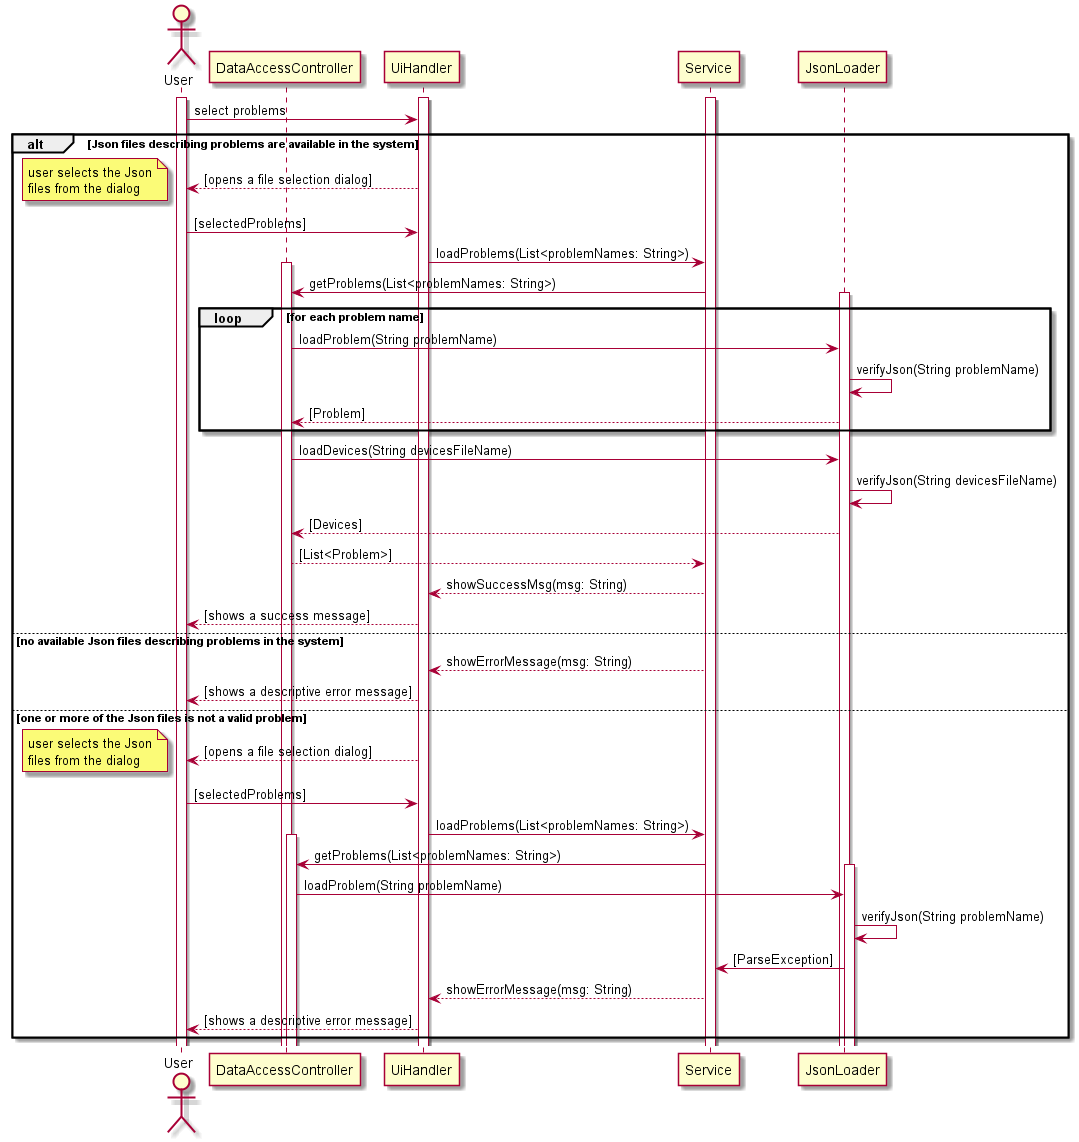 User
DataAccessController
UiHandler
Service
JsonLoader
select problems
alt
[Json files describing problems are available in the system]
user selects the Json
files from the dialog
[opens a file selection dialog]
[selectedProblems]
loadProblems(List<problemNames: String>)
getProblems(List<problemNames: String>)
loop
[for each problem name]
loadProblem(String problemName)
verifyJson(String problemName)
[Problem]
loadDevices(String devicesFileName)
verifyJson(String devicesFileName)
[Devices]
[List<Problem>]
showSuccessMsg(msg: String)
[shows a success message]
[no available Json files describing problems in the system]
showErrorMessage(msg: String)
[shows a descriptive error message]
[one or more of the Json files is not a valid problem]
user selects the Json
files from the dialog
[opens a file selection dialog]
[selectedProblems]
loadProblems(List<problemNames: String>)
getProblems(List<problemNames: String>)
loadProblem(String problemName)
verifyJson(String problemName)
[ParseException]
showErrorMessage(msg: String)
[shows a descriptive error message]
User
DataAccessController
UiHandler
Service
JsonLoader